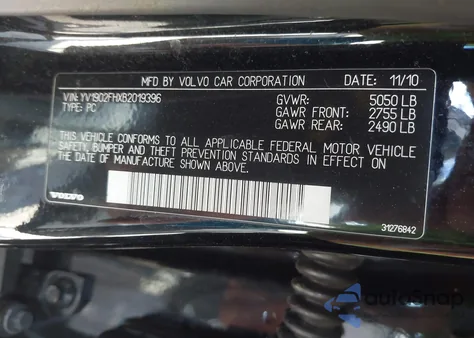 MFD BY VOLVO CAR CORPORATION DATE: 11/10
VIN: YV1902FHXB2019396 GVWR: 5050 LB
TYPE: PC GAWR FRONT: 2755 LB
GAWR REAR: 2490 LB
THIS VEHICLE CONFORMS TO ALL APPLICABLE FEDERAL MOTOR VEHICLE
SAFETY, BUMPER AND THEFT PREVENTION STANDARDS IN EFFECT ON
THE DATE OF MANUFACTURE SHOWN ABOVE.
VOLVO 31276842
autoSnap